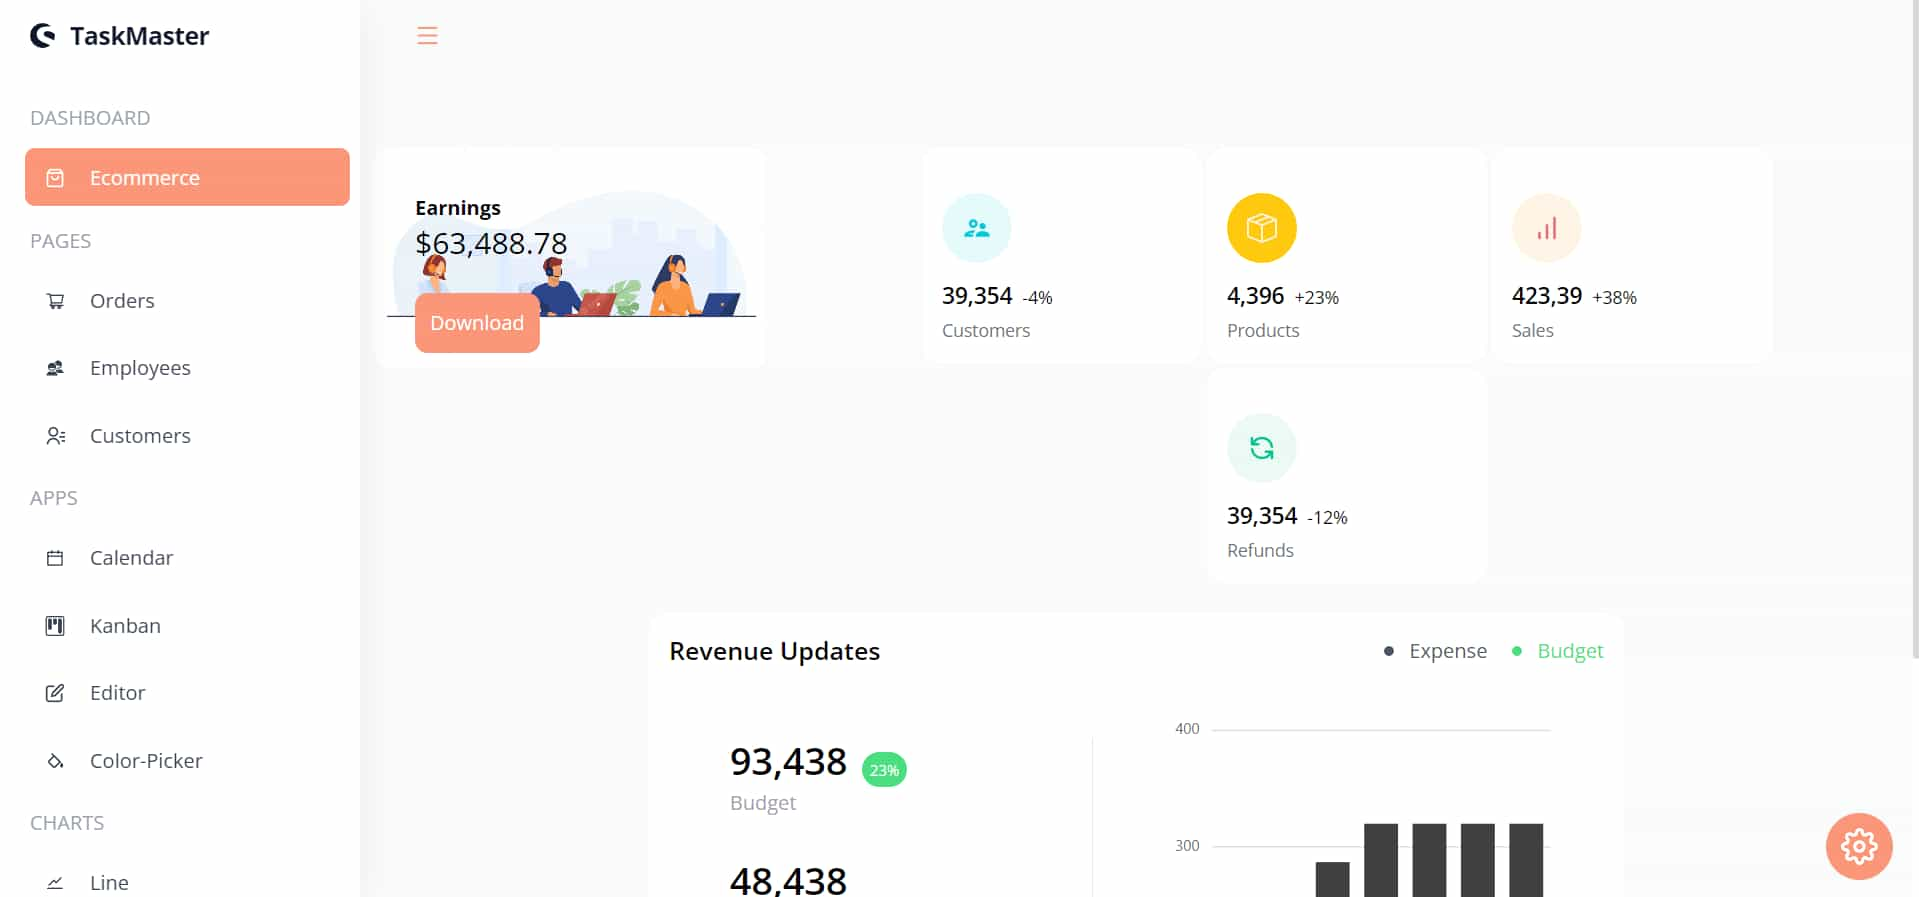 TaskMaster
DASHBOARD
Ecommerce
PAGES
Orders
Employees
Customers
APPS
Calendar
Kanban
Editor
Color-Picker
CHARTS
Line
Earnings
$63,488.78
Download
39,354 -4%
Customers
4,396 +23%
Products
423,39 +38%
Sales
39,354 -12%
Refunds
Revenue Updates
Expense
Budget
93,438 23%
Budget
48,438
400
300